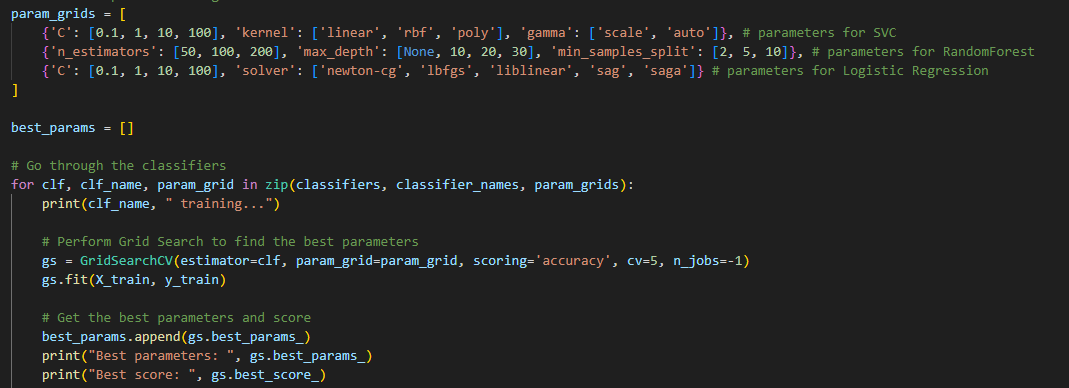 param_grids = [
    {'C': [0.1, 1, 10, 100], 'kernel': ['linear', 'rbf', 'poly'], 'gamma': ['scale', 'auto']}, # parameters for SVC
    {'n_estimators': [50, 100, 200], 'max_depth': [None, 10, 20, 30], 'min_samples_split': [2, 5, 10]}, # parameters for RandomForest
    {'C': [0.1, 1, 10, 100], 'solver': ['newton-cg', 'lbfgs', 'liblinear', 'sag', 'saga']} # parameters for Logistic Regression
]
best_params = []
# Go through the classifiers
for clf, clf_name, param_grid in zip(classifiers, classifier_names, param_grids):
    print(clf_name, " training...")
    # Perform Grid Search to find the best parameters
    gs = GridSearchCV(estimator=clf, param_grid=param_grid, scoring='accuracy', cv=5, n_jobs=-1)
    gs.fit(X_train, y_train)
    # Get the best parameters and score
    best_params.append(gs.best_params_)
    print("Best parameters: ", gs.best_params_)
    print("Best score: ", gs.best_score_)